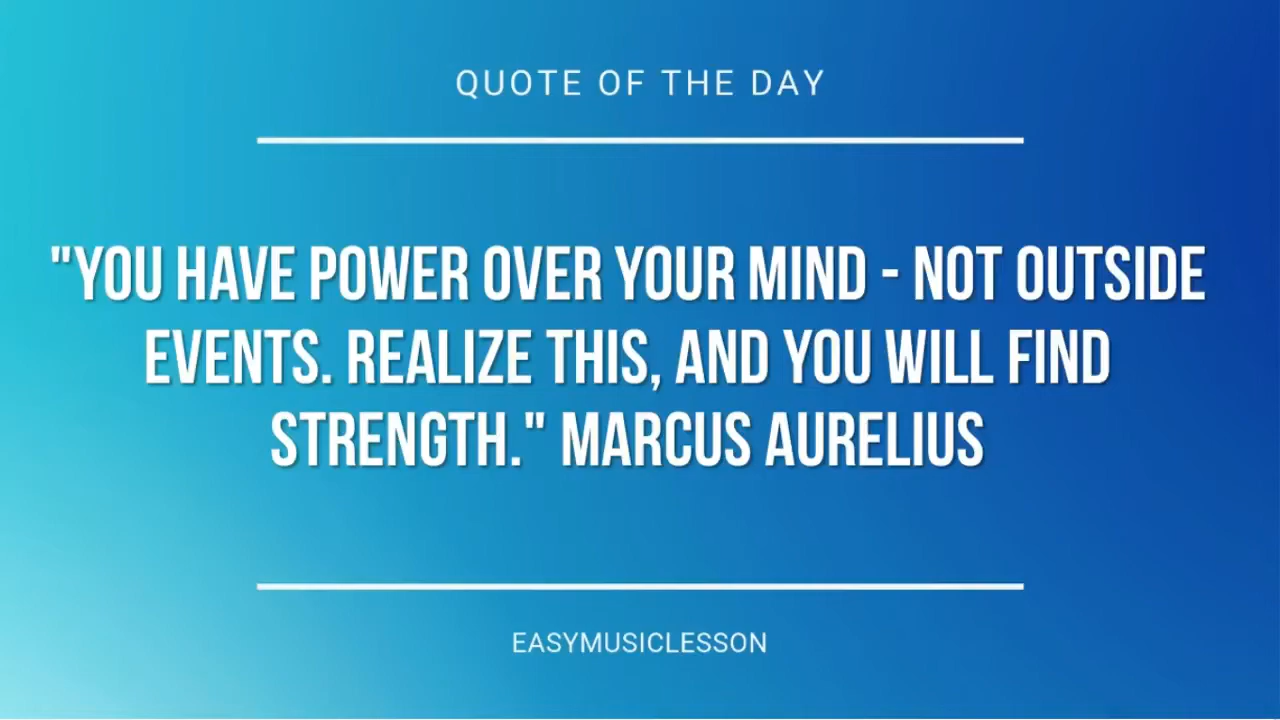 QUOTE OF THE DAY
"YOU HAVE POWER OVER YOUR MIND - NOT OUTSIDE
EVENTS. REALIZE THIS, AND YOU WILL FIND
STRENGTH." MARCUS AURELIUS
EASYMUSICLESSON